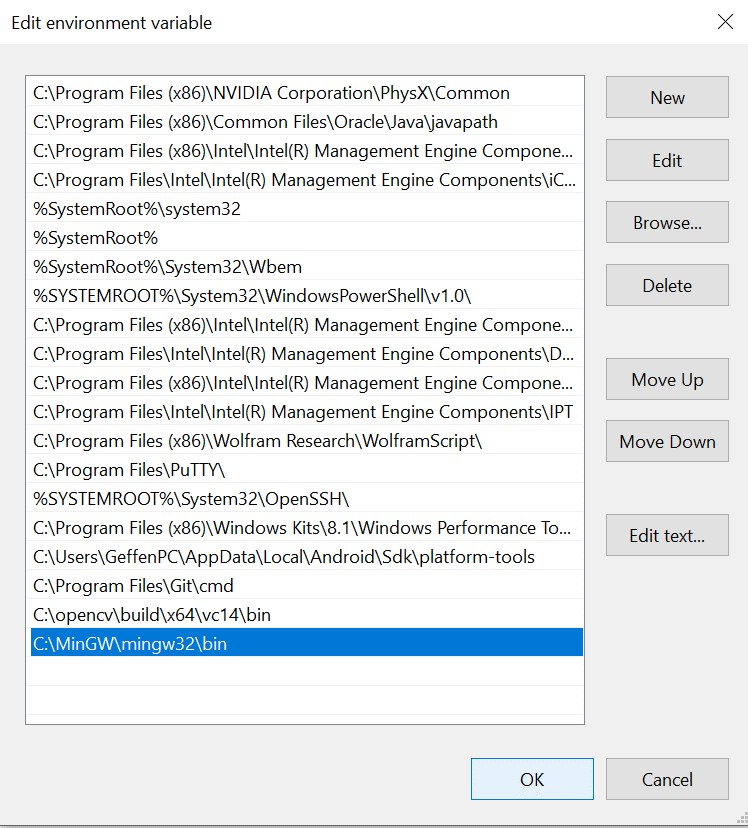 Edit environment variable
C:\Program Files (x86)\NVIDIA Corporation\PhysX\Common
C:\Program Files (x86)\Common Files\Oracle\Java\javapath
C:\Program Files (x86)\Intel\Intel(R) Management Engine Compone...
C:\Program Files\Intel\Intel(R) Management Engine Components\iC...
%SystemRoot%\system32
%SystemRoot%
%SystemRoot%\System32\Wbem
%SYSTEMROOT%\System32\WindowsPowerShell\v1.0\
C:\Program Files (x86)\Intel\Intel(R) Management Engine Compone...
C:\Program Files\Intel\Intel(R) Management Engine Components\D...
C:\Program Files (x86)\Intel\Intel(R) Management Engine Compone...
C:\Program Files\Intel\Intel(R) Management Engine Components\IPT
C:\Program Files (x86)\Wolfram Research\WolframScript\
C:\Program Files\PuTTY\
%SYSTEMROOT%\System32\OpenSSH\
C:\Program Files (x86)\Windows Kits\8.1\Windows Performance To...
C:\Users\GeffenPC\AppData\Local\Android\Sdk\platform-tools
C:\Program Files\Git\cmd
C:\opencv\build\x64\vc14\bin
C:\MinGW\mingw32\bin
New
Edit
Browse...
Delete
Move Up
Move Down
Edit text...
OK
Cancel